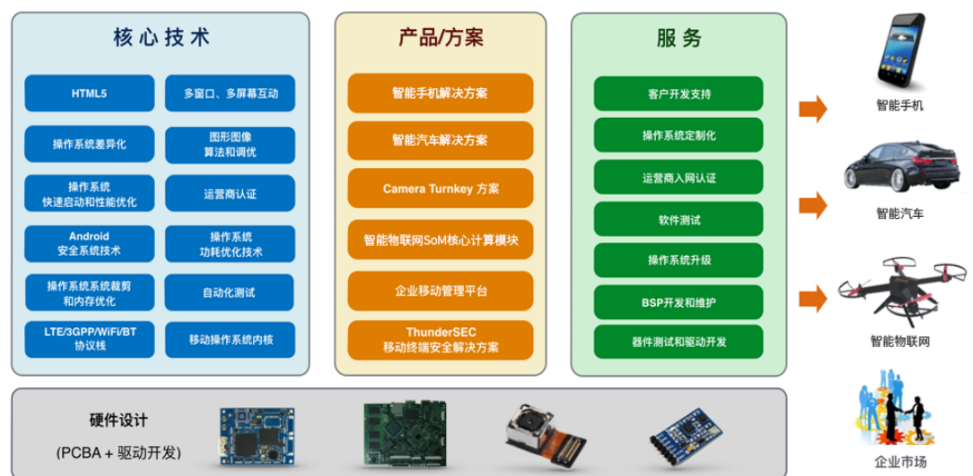 核心技术
HTML5
多窗口、多屏幕互动
操作系统差异化
图形图像
算法和调优
操作系统
快速启动和性能优化
运营商认证
Android
安全系统技术
操作系统
功耗优化技术
操作系统系统裁剪
和内存优化
自动化测试
LTE/3GPP/WiFi/BT
协议栈
移动操作系统内核
产品/方案
智能手机解决方案
智能汽车解决方案
Camera Turnkey 方案
智能物联网SoM核心计算模块
企业移动管理平台
ThunderSEC
移动终端安全解决方案
服务
客户开发支持
操作系统定制化
运营商入网认证
软件测试
操作系统升级
BSP开发和维护
器件测试和驱动开发
智能手机
智能汽车
智能物联网
企业市场
硬件设计
(PCBA + 驱动开发)